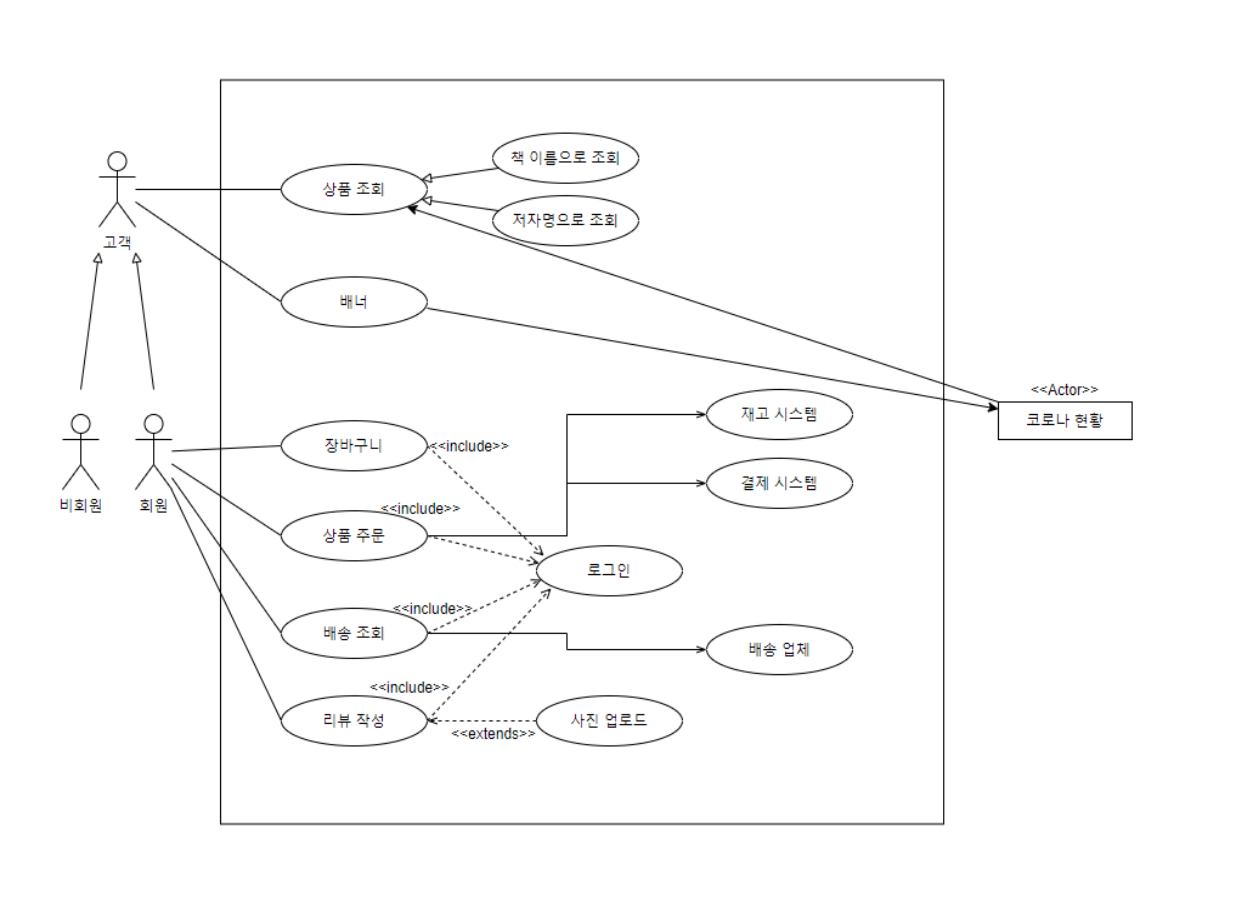 책 이름으로 조회
상품 조회
저자명으로 조회
고객
배너
<<Actor>>
코로나 현황
재고 시스템
장바구니
<<include>>
결제 시스템
비회원
회원
<<include>>
상품 주문
로그인
<<include>>
배송 조회
배송 업체
<<include>>
리뷰 작성
사진 업로드
<<extends>>